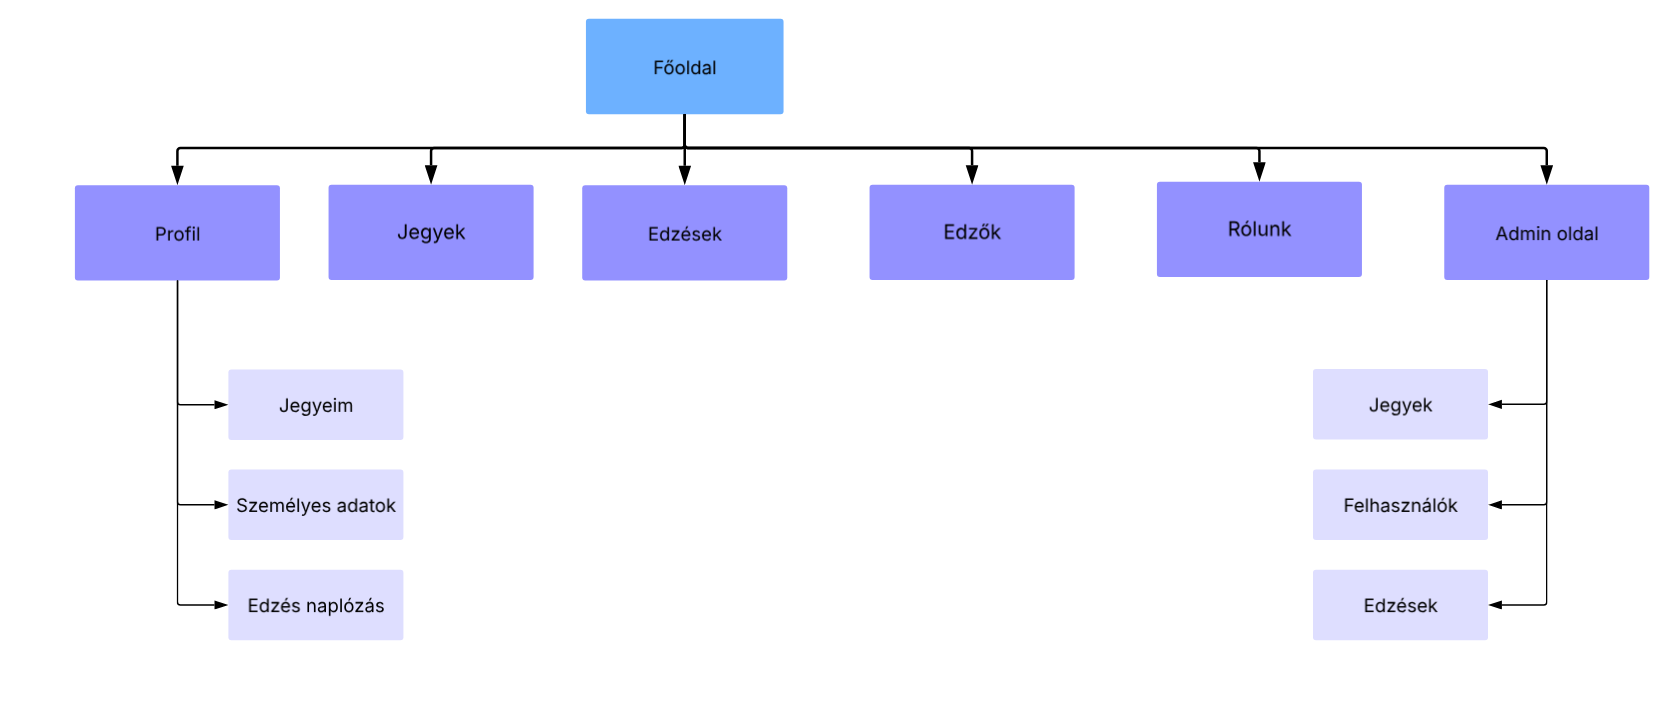 Főoldal
Profil
Jegyek
Edzések
Edzők
Rólunk
Admin oldal
Jegyeim
Személyes adatok
Edzés naplózás
Jegyek
Felhasználók
Edzések